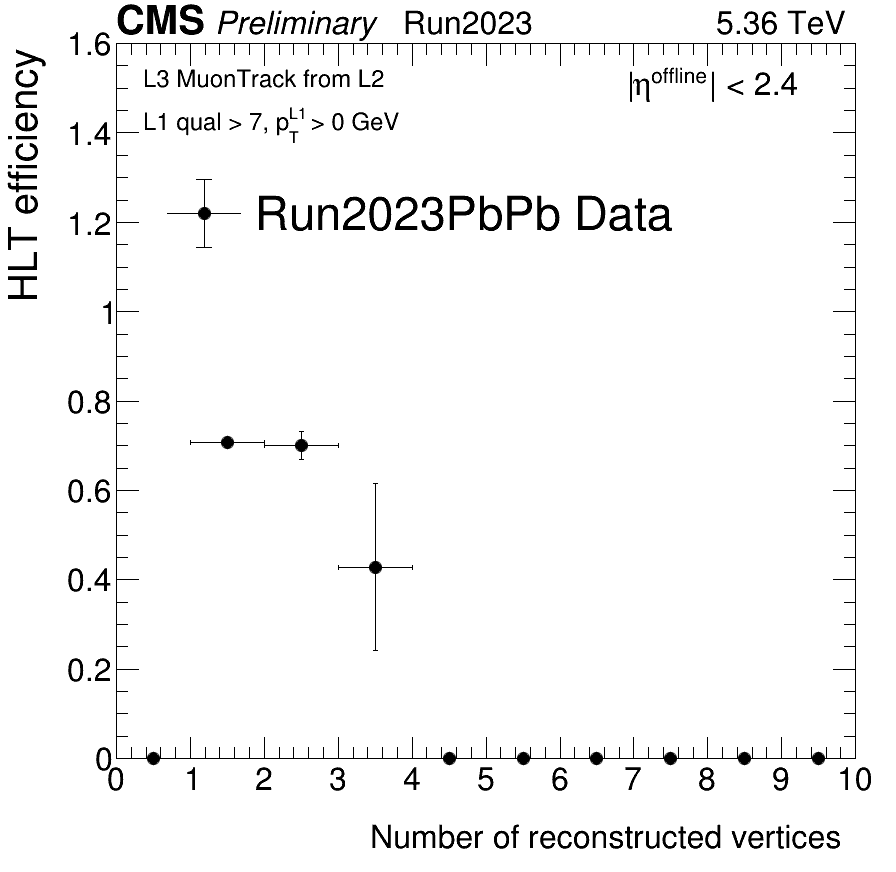 CMS Preliminary Run2023 5.36 TeV
L3 MuonTrack from L2
|η^offline| < 2.4
L1 qual > 7, p_T^L1 > 0 GeV
Run2023PbPb Data
HLT efficiency
1.6
1.4
1.2
1
0.8
0.6
0.4
0.2
0
0 1 2 3 4 5 6 7 8 9 10
Number of reconstructed vertices